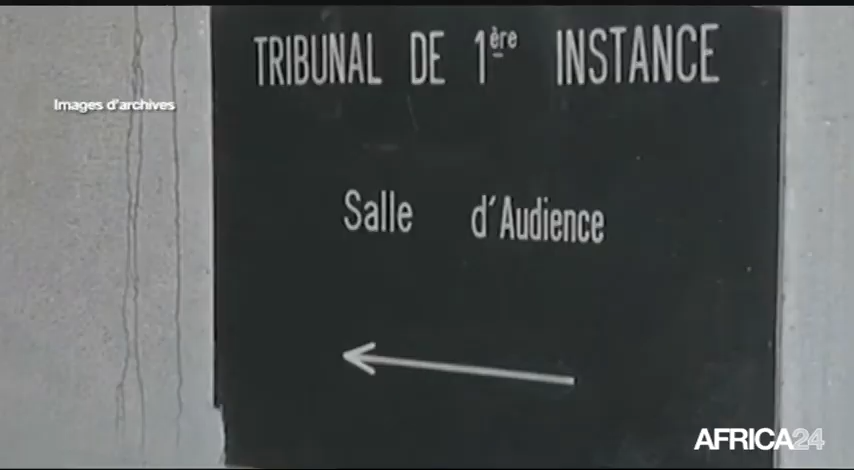 TRIBUNAL DE 1ère INSTANCE
Images d'archives
Salle d'Audience
AFRICA24